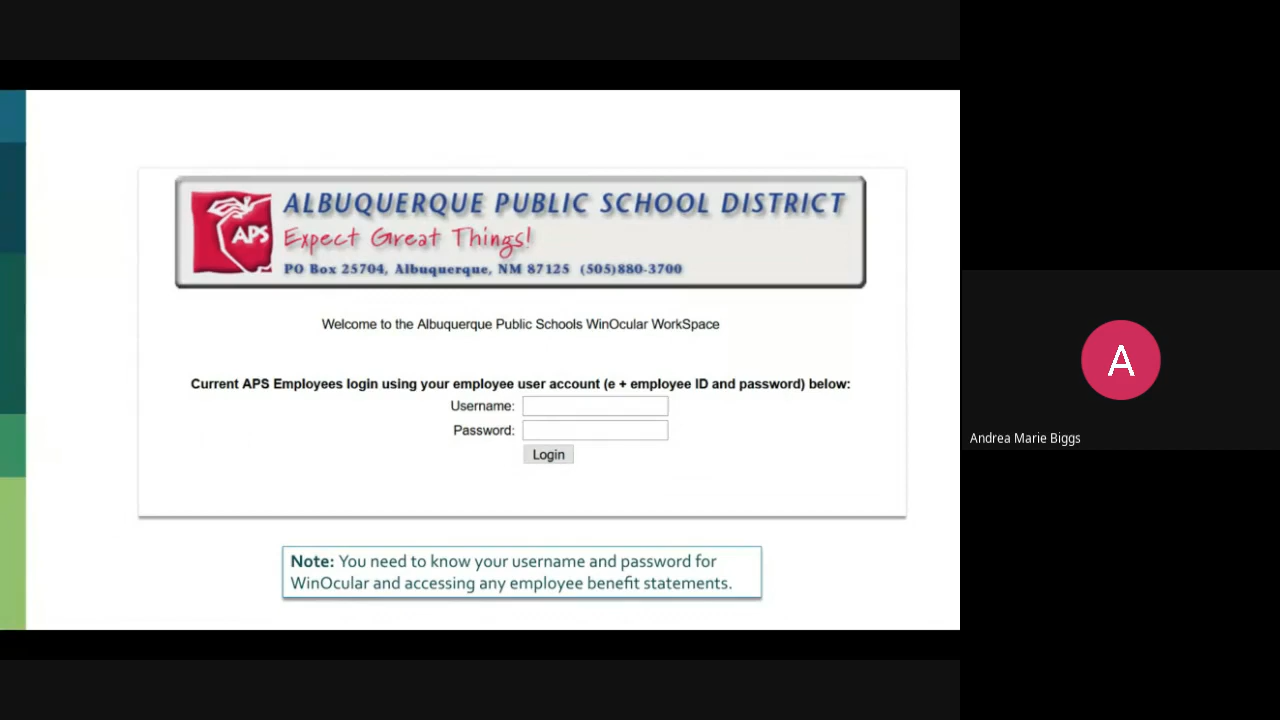 ALBUQUERQUE PUBLIC SCHOOL DISTRICT
APS
Expect Great Things!
PO Box 25704, Albuquerque, NM 87125 (505)880-3700
Welcome to the Albuquerque Public Schools WinOcular WorkSpace
Current APS Employees login using your employee user account (e + employee ID and password) below:
Username:
Password:
Login
Note: You need to know your username and password for
WinOcular and accessing any employee benefit statements.
A
Andrea Marie Biggs